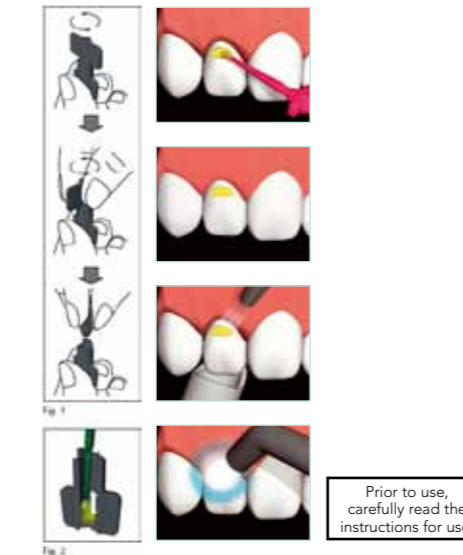 Fig. 1
Fig. 2
Prior to use,
carefully read the
instructions for use